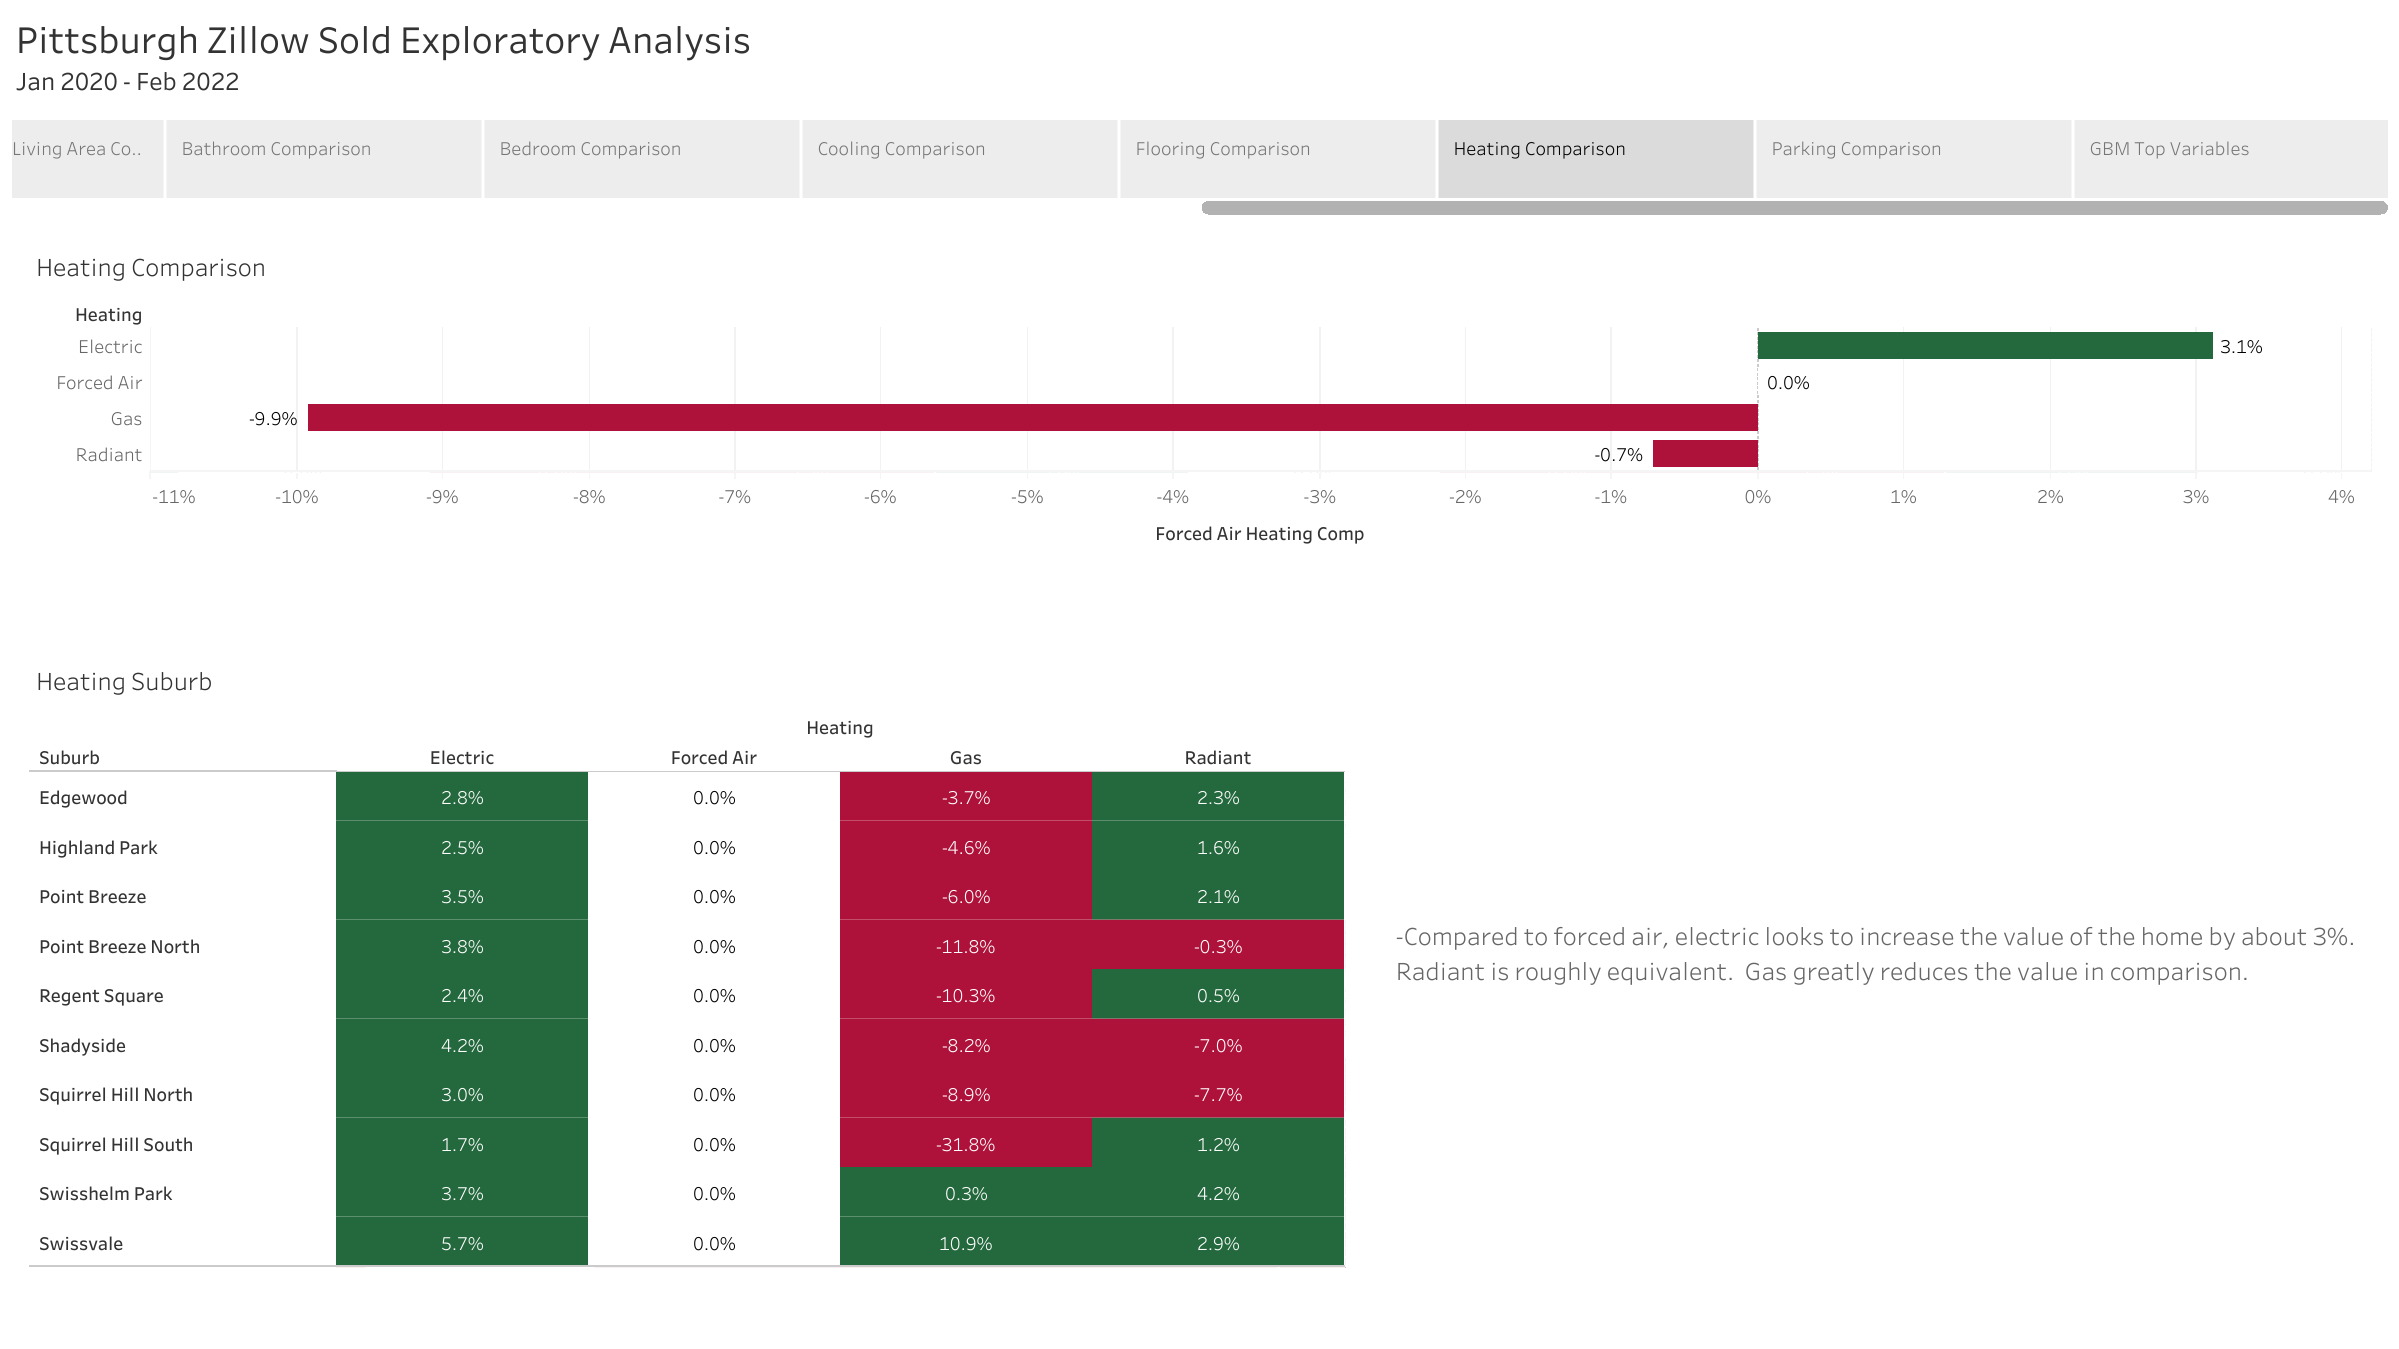 Pittsburgh Zillow Sold Exploratory Analysis
Jan 2020 - Feb 2022
Living Area Co.. Bathroom Comparison Bedroom Comparison Cooling Comparison Flooring Comparison Heating Comparison Parking Comparison GBM Top Variables
Heating Comparison
Heating
Electric 3.1%
Forced Air 0.0%
Gas -9.9%
Radiant -0.7%
-11% -10% -9% -8% -7% -6% -5% -4% -3% -2% -1% 0% 1% 2% 3% 4%
Forced Air Heating Comp
Heating Suburb
Heating
Suburb Electric Forced Air Gas Radiant
Edgewood 2.8% 0.0% -3.7% 2.3%
Highland Park 2.5% 0.0% -4.6% 1.6%
Point Breeze 3.5% 0.0% -6.0% 2.1%
Point Breeze North 3.8% 0.0% -11.8% -0.3%
Regent Square 2.4% 0.0% -10.3% 0.5%
Shadyside 4.2% 0.0% -8.2% -7.0%
Squirrel Hill North 3.0% 0.0% -8.9% -7.7%
Squirrel Hill South 1.7% 0.0% -31.8% 1.2%
Swisshelm Park 3.7% 0.0% 0.3% 4.2%
Swissvale 5.7% 0.0% 10.9% 2.9%
-Compared to forced air, electric looks to increase the value of the home by about 3%.
Radiant is roughly equivalent.  Gas greatly reduces the value in comparison.